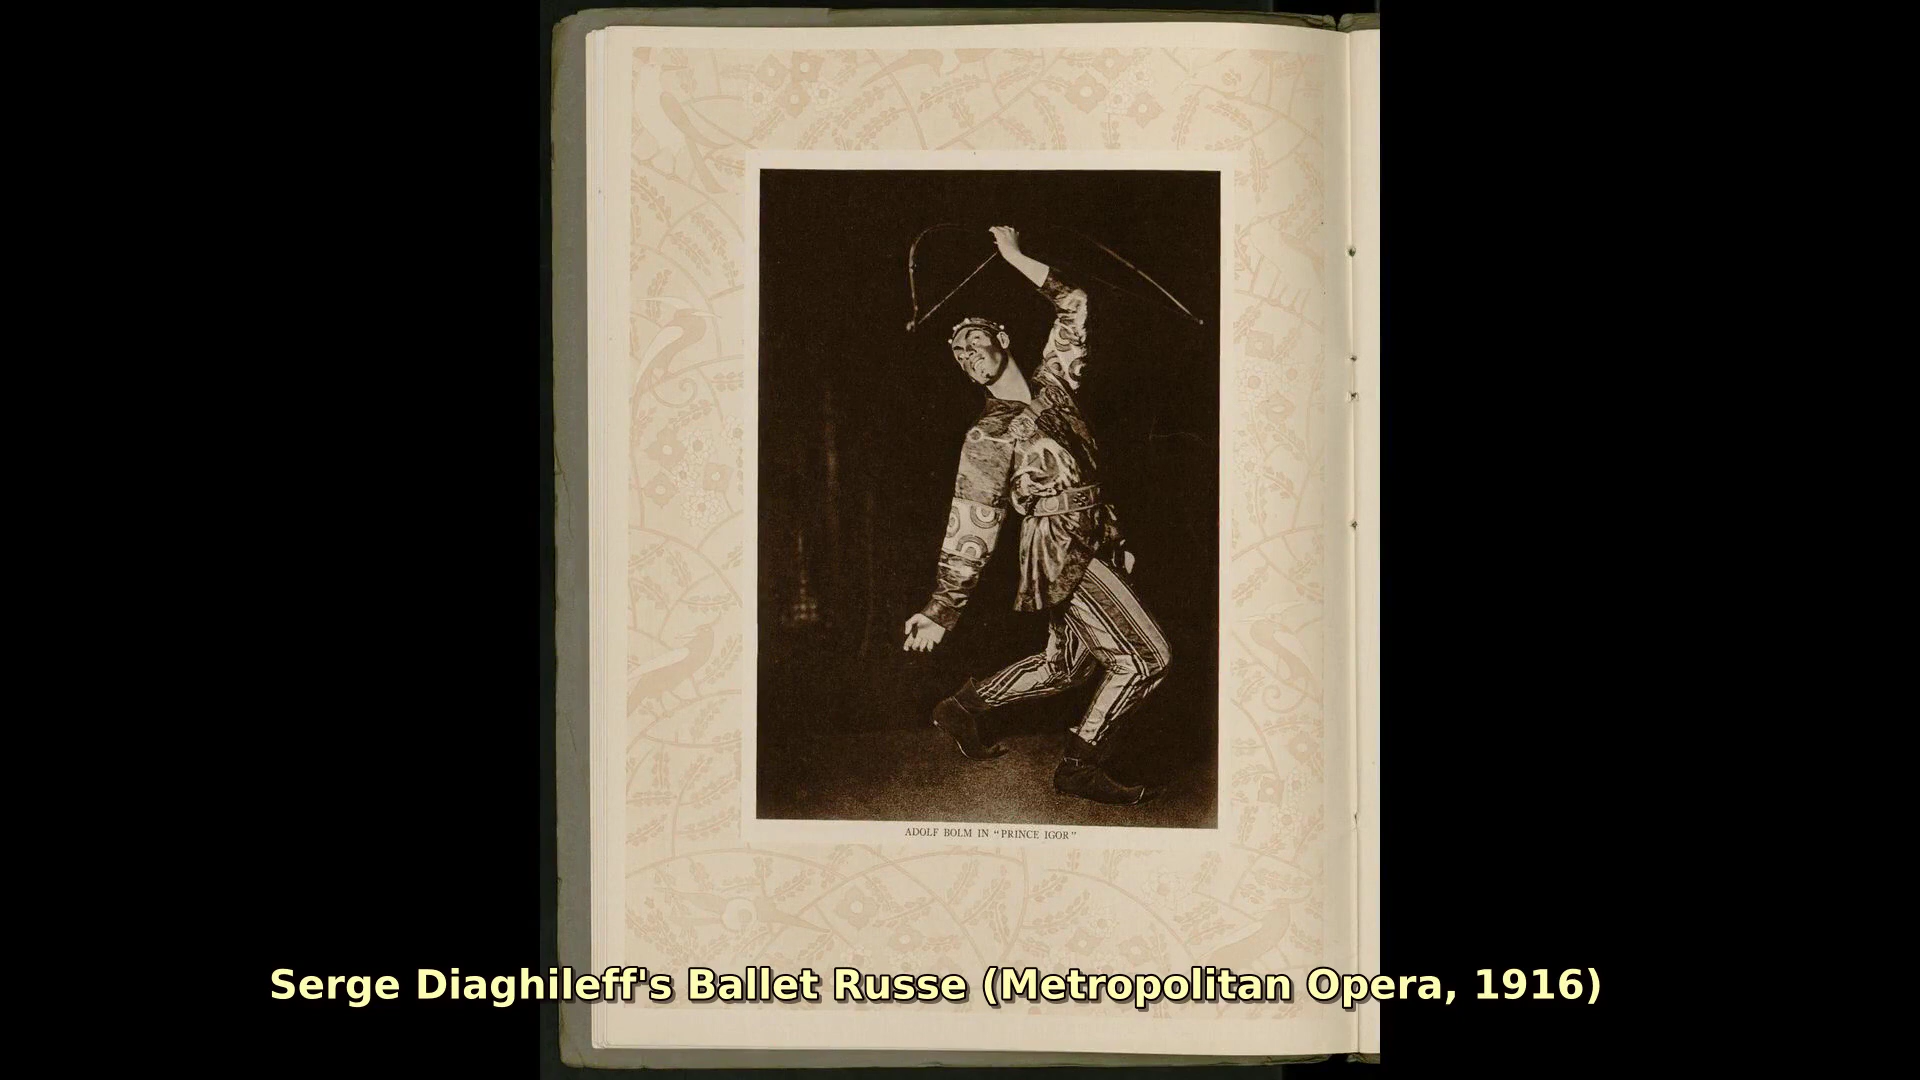 ADOLF BOLM IN "PRINCE IGOR"
Serge Diaghileff's Ballet Russe (Metropolitan Opera, 1916)